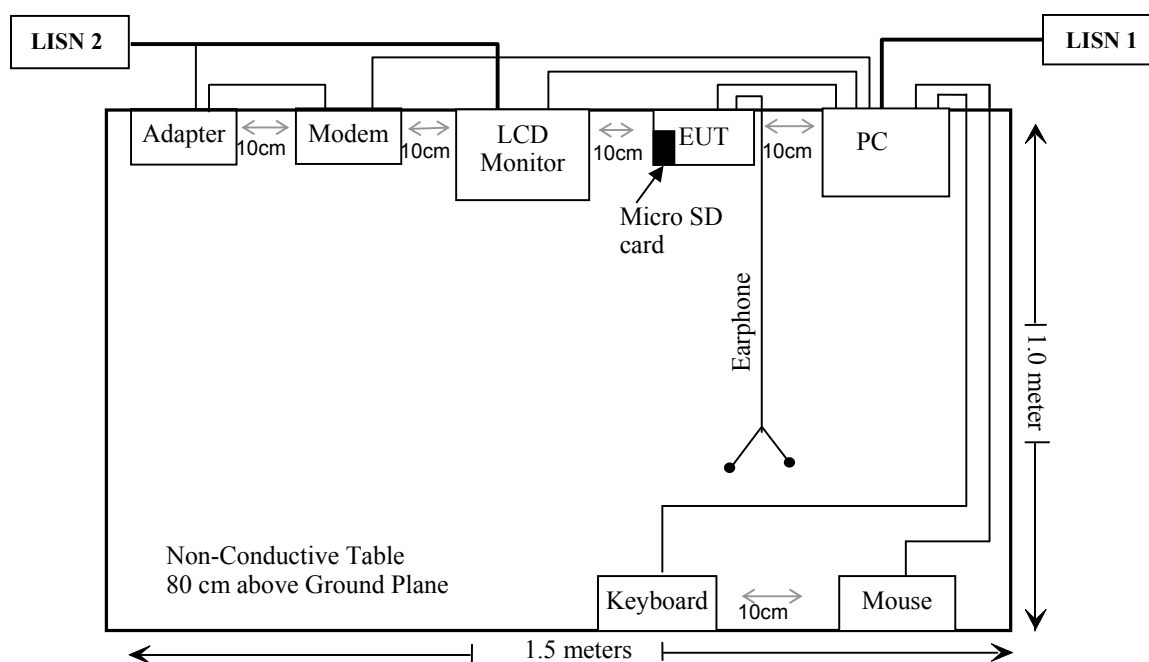 LISN 2
LISN 1
Adapter
10cm
Modem
10cm
LCD
Monitor
10cm
EUT
10cm
PC
Micro SD
card
Earphone
1.0 meter
Non-Conductive Table
80 cm above Ground Plane
Keyboard
10cm
Mouse
1.5 meters